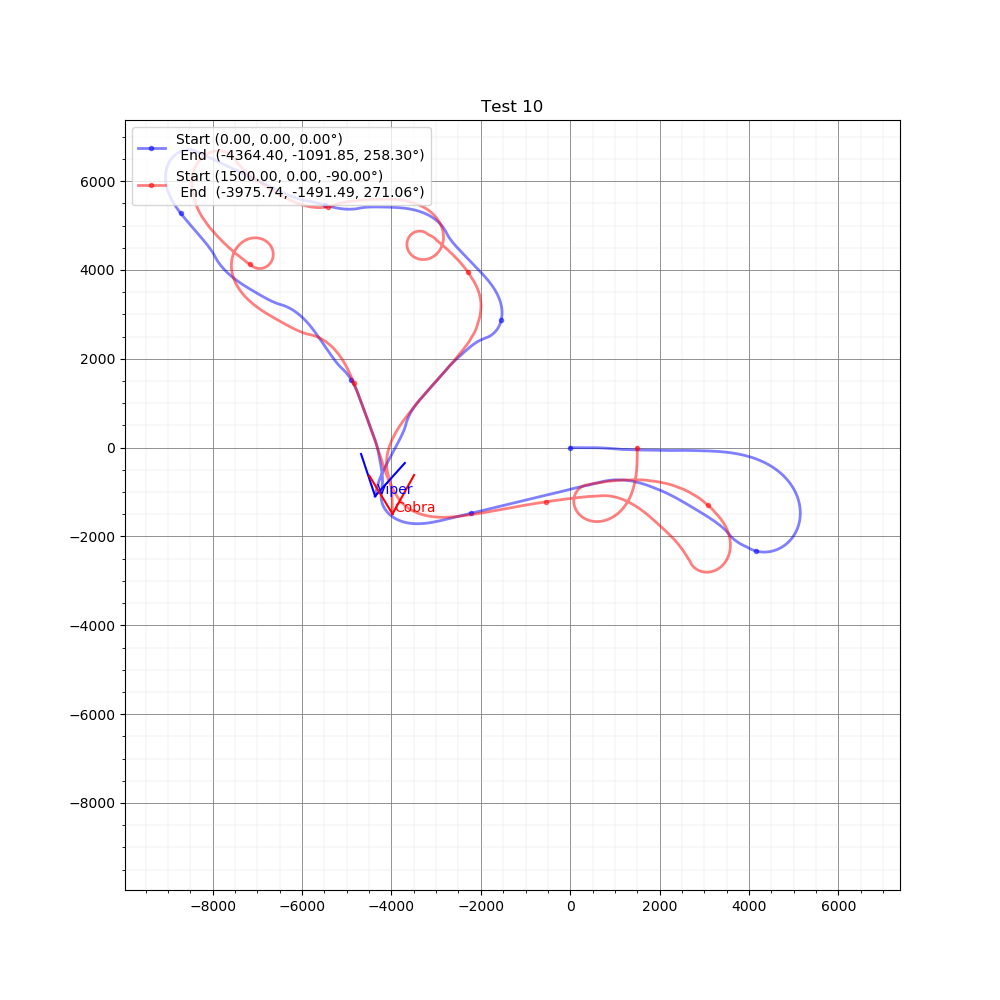 Test 10
Start (0.00, 0.00, 0.00°)
End (-4364.40, -1091.85, 258.30°)
Start (1500.00, 0.00, -90.00°)
End (-3975.74, -1491.49, 271.06°)
6000
4000
2000
0
−2000
−4000
−6000
−8000
Viper
Cobra
−8000 −6000 −4000 −2000 0 2000 4000 6000